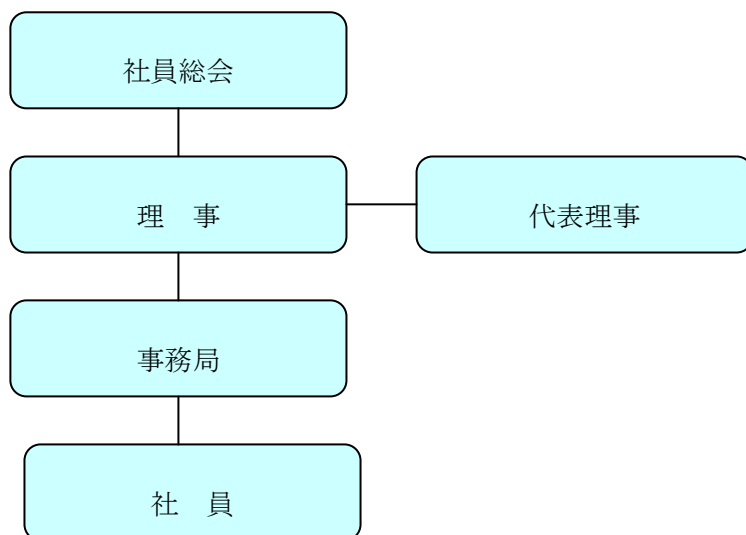 社員総会
理　事
代表理事
事務局
社　員